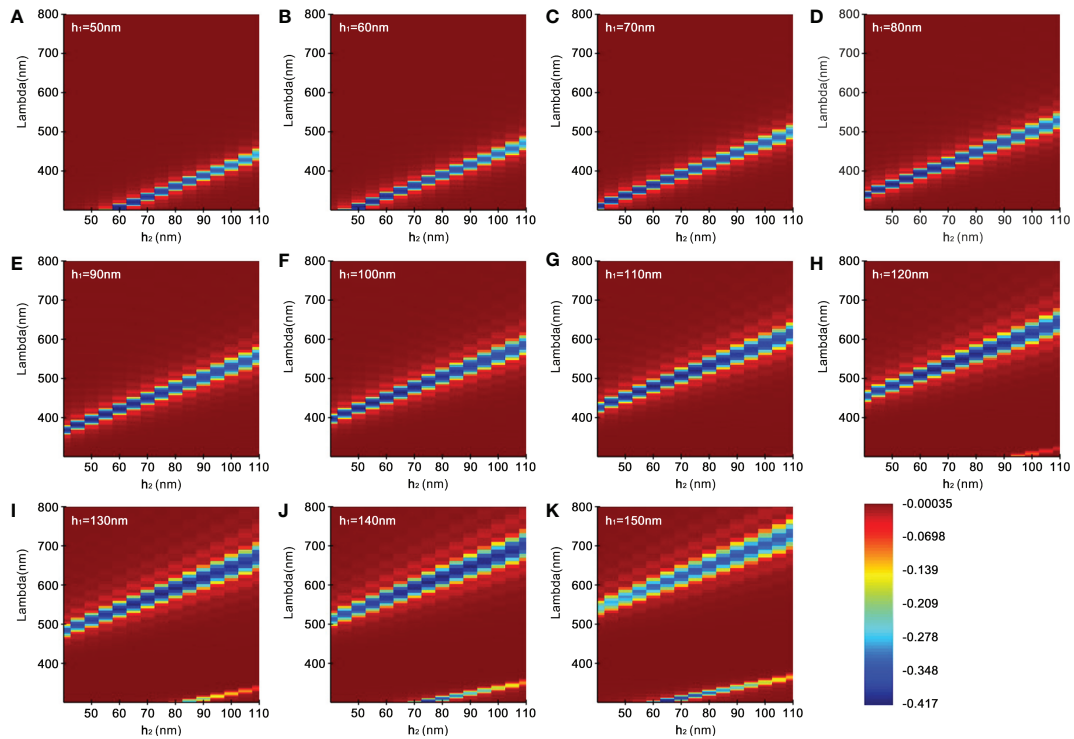 A
h₁=50nm
Lambda(nm)
800
700
600
500
400
50 60 70 80 90 100 110
h₂ (nm)
B
h₁=60nm
Lambda(nm)
800
700
600
500
400
50 60 70 80 90 100 110
h₂ (nm)
C
h₁=70nm
Lambda(nm)
800
700
600
500
400
50 60 70 80 90 100 110
h₂ (nm)
D
h₁=80nm
Lambda(nm)
800
700
600
500
400
50 60 70 80 90 100 110
h₂ (nm)
E
h₁=90nm
Lambda(nm)
800
700
600
500
400
50 60 70 80 90 100 110
h₂ (nm)
F
h₁=100nm
Lambda(nm)
800
700
600
500
400
50 60 70 80 90 100 110
h₂ (nm)
G
h₁=110nm
Lambda(nm)
800
700
600
500
400
50 60 70 80 90 100 110
h₂ (nm)
H
h₁=120nm
Lambda(nm)
800
700
600
500
400
50 60 70 80 90 100 110
h₂ (nm)
I
h₁=130nm
Lambda(nm)
800
700
600
500
400
50 60 70 80 90 100 110
h₂ (nm)
J
h₁=140nm
Lambda(nm)
800
700
600
500
400
50 60 70 80 90 100 110
h₂ (nm)
K
h₁=150nm
Lambda(nm)
800
700
600
500
400
50 60 70 80 90 100 110
h₂ (nm)
-0.00035
-0.0698
-0.139
-0.209
-0.278
-0.348
-0.417